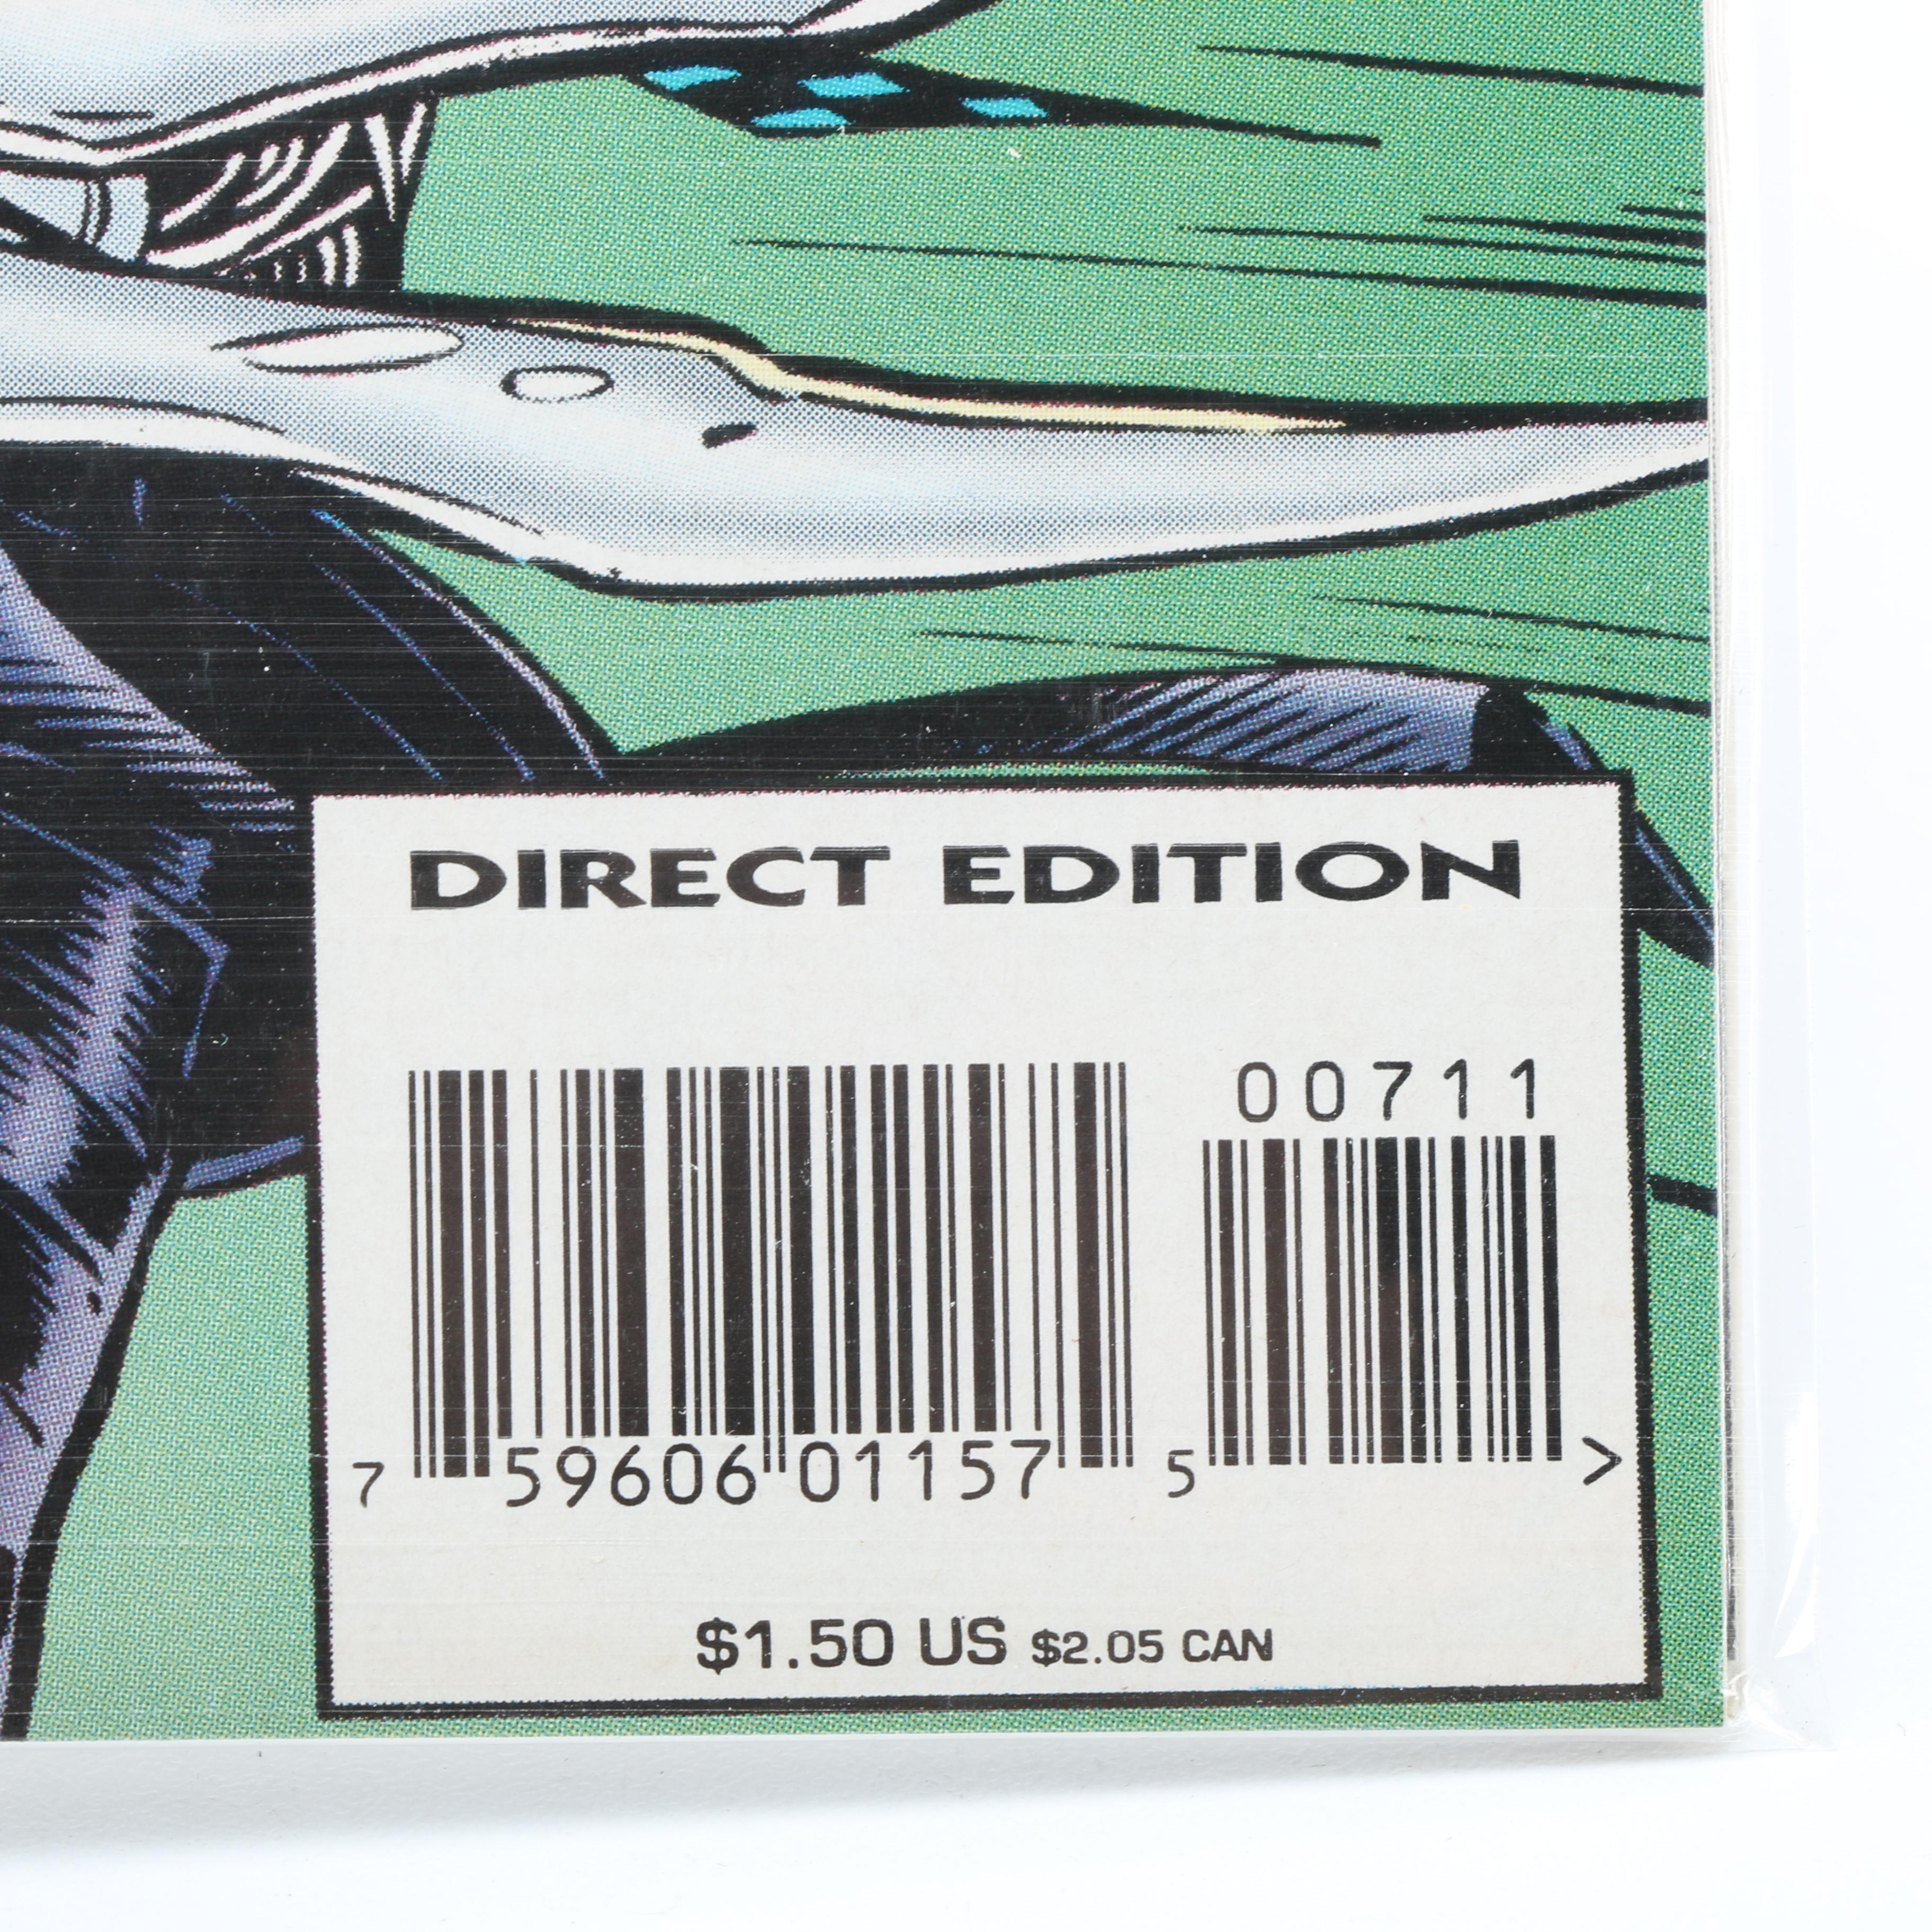 DIRECT EDITION
00711
7 59606 01157 5 >
$1.50 US $2.05 CAN